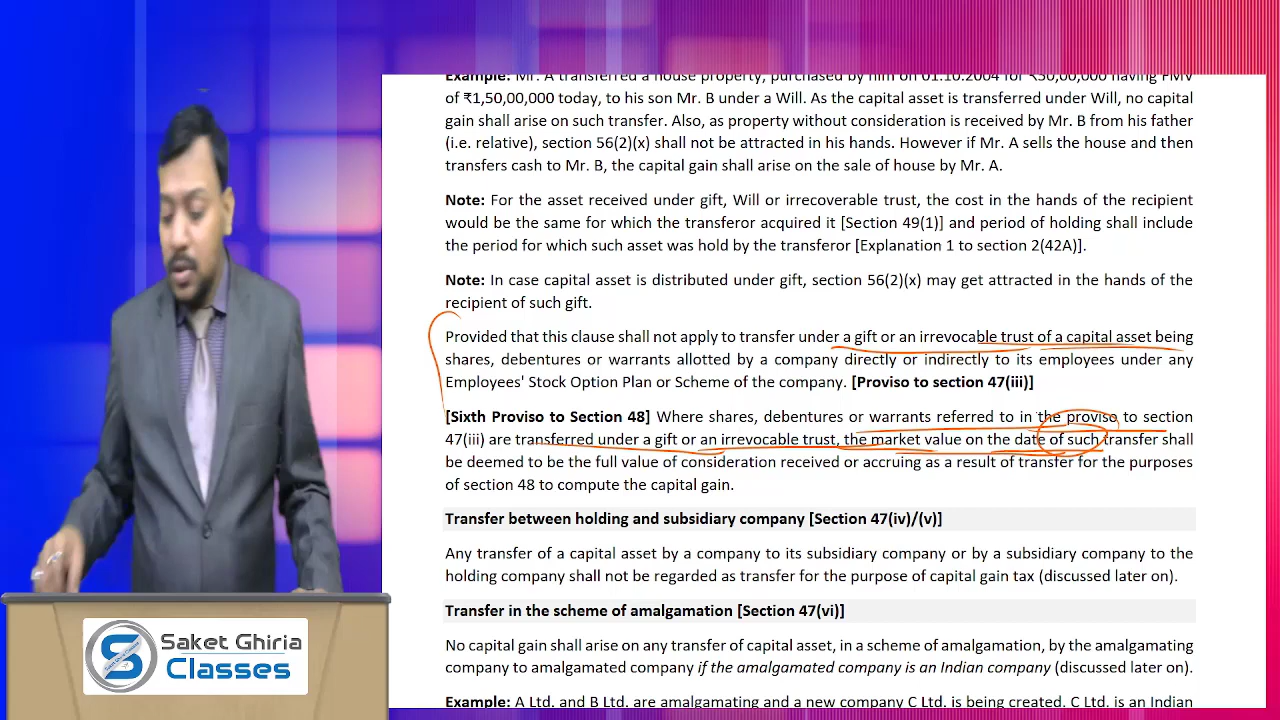 Example: Mr. A transferred a house property, purchased by him on 01.10.2004 for ₹50,00,000 having FMV
of ₹1,50,00,000 today, to his son Mr. B under a Will. As the capital asset is transferred under Will, no capital
gain shall arise on such transfer. Also, as property without consideration is received by Mr. B from his father
(i.e. relative), section 56(2)(x) shall not be attracted in his hands. However if Mr. A sells the house and then
transfers cash to Mr. B, the capital gain shall arise on the sale of house by Mr. A.
Note: For the asset received under gift, Will or irrecoverable trust, the cost in the hands of the recipient
would be the same for which the transferor acquired it [Section 49(1)] and period of holding shall include
the period for which such asset was hold by the transferor [Explanation 1 to section 2(42A)].
Note: In case capital asset is distributed under gift, section 56(2)(x) may get attracted in the hands of the
recipient of such gift.
Provided that this clause shall not apply to transfer under a gift or an irrevocable trust of a capital asset being
shares, debentures or warrants allotted by a company directly or indirectly to its employees under any
Employees' Stock Option Plan or Scheme of the company. [Proviso to section 47(iii)]
[Sixth Proviso to Section 48] Where shares, debentures or warrants referred to in the proviso to section
47(iii) are transferred under a gift or an irrevocable trust, the market value on the date of such transfer shall
be deemed to be the full value of consideration received or accruing as a result of transfer for the purposes
of section 48 to compute the capital gain.
Transfer between holding and subsidiary company [Section 47(iv)/(v)]
Any transfer of a capital asset by a company to its subsidiary company or by a subsidiary company to the
holding company shall not be regarded as transfer for the purpose of capital gain tax (discussed later on).
Transfer in the scheme of amalgamation [Section 47(vi)]
No capital gain shall arise on any transfer of capital asset, in a scheme of amalgamation, by the amalgamating
company to amalgamated company if the amalgamated company is an Indian company (discussed later on).
Example: A Ltd. and B Ltd. are amalgamating and a new company C Ltd. is being created. C Ltd. is an Indian
Saket Ghiria
Classes